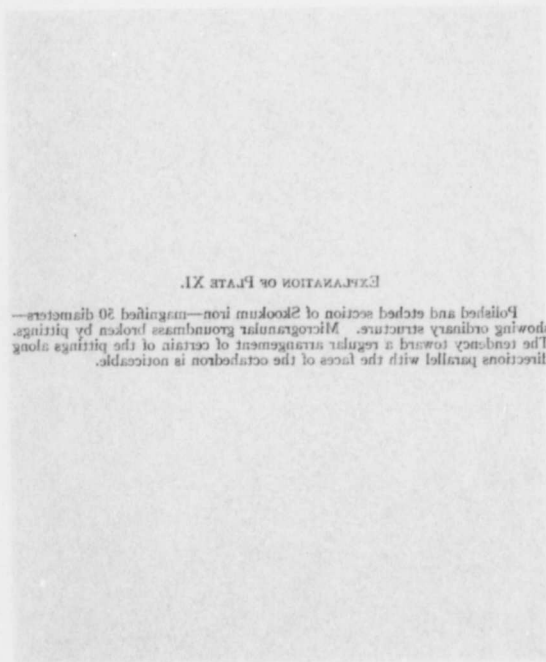 EXPLANATION OF PLATE XI.
Polished and etched section of Skookum iron—magnified 30 diameters—
showing ordinary structure. Microgranular groundmass broken by pittings.
The tendency toward a regular arrangement of certain of the pittings along
directions parallel with the faces of the octahedron is noticeable.